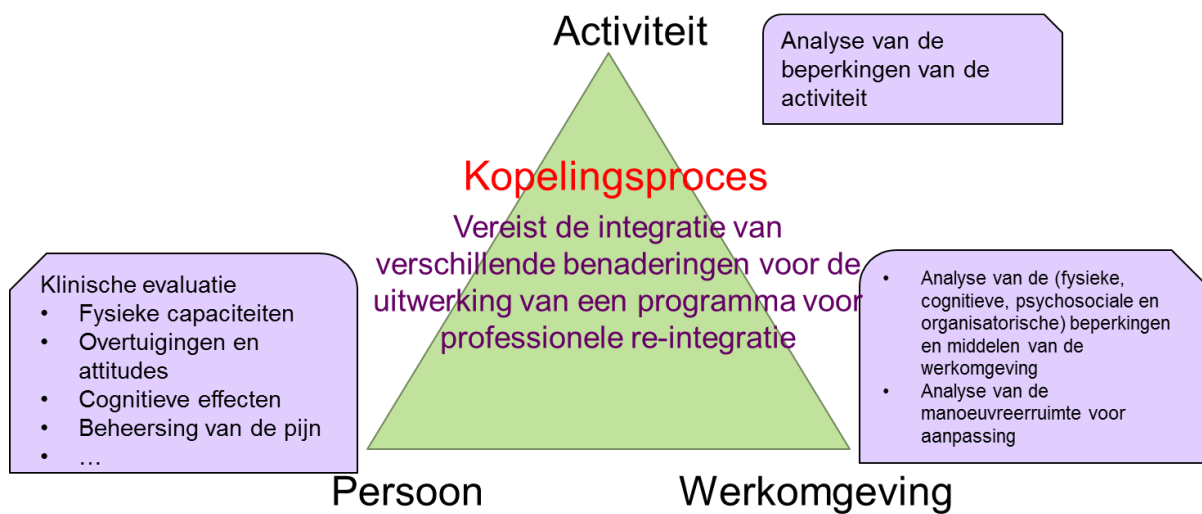 Activiteit
Analyse van de
beperkingen van de
activiteit
Kopelingsproces
Vereist de integratie van
verschillende benaderingen voor de
uitwerking van een programma voor
professionele re-integratie
Klinische evaluatie
• Fysieke capaciteiten
• Overtuigingen en
attitudes
• Cognitieve effecten
• Beheersing van de pijn
• …
• Analyse van de (fysieke,
cognitieve, psychosociale en
organisatorische) beperkingen
en middelen van de
werkomgeving
• Analyse van de
manoeuvreerruimte voor
aanpassing
Persoon
Werkomgeving